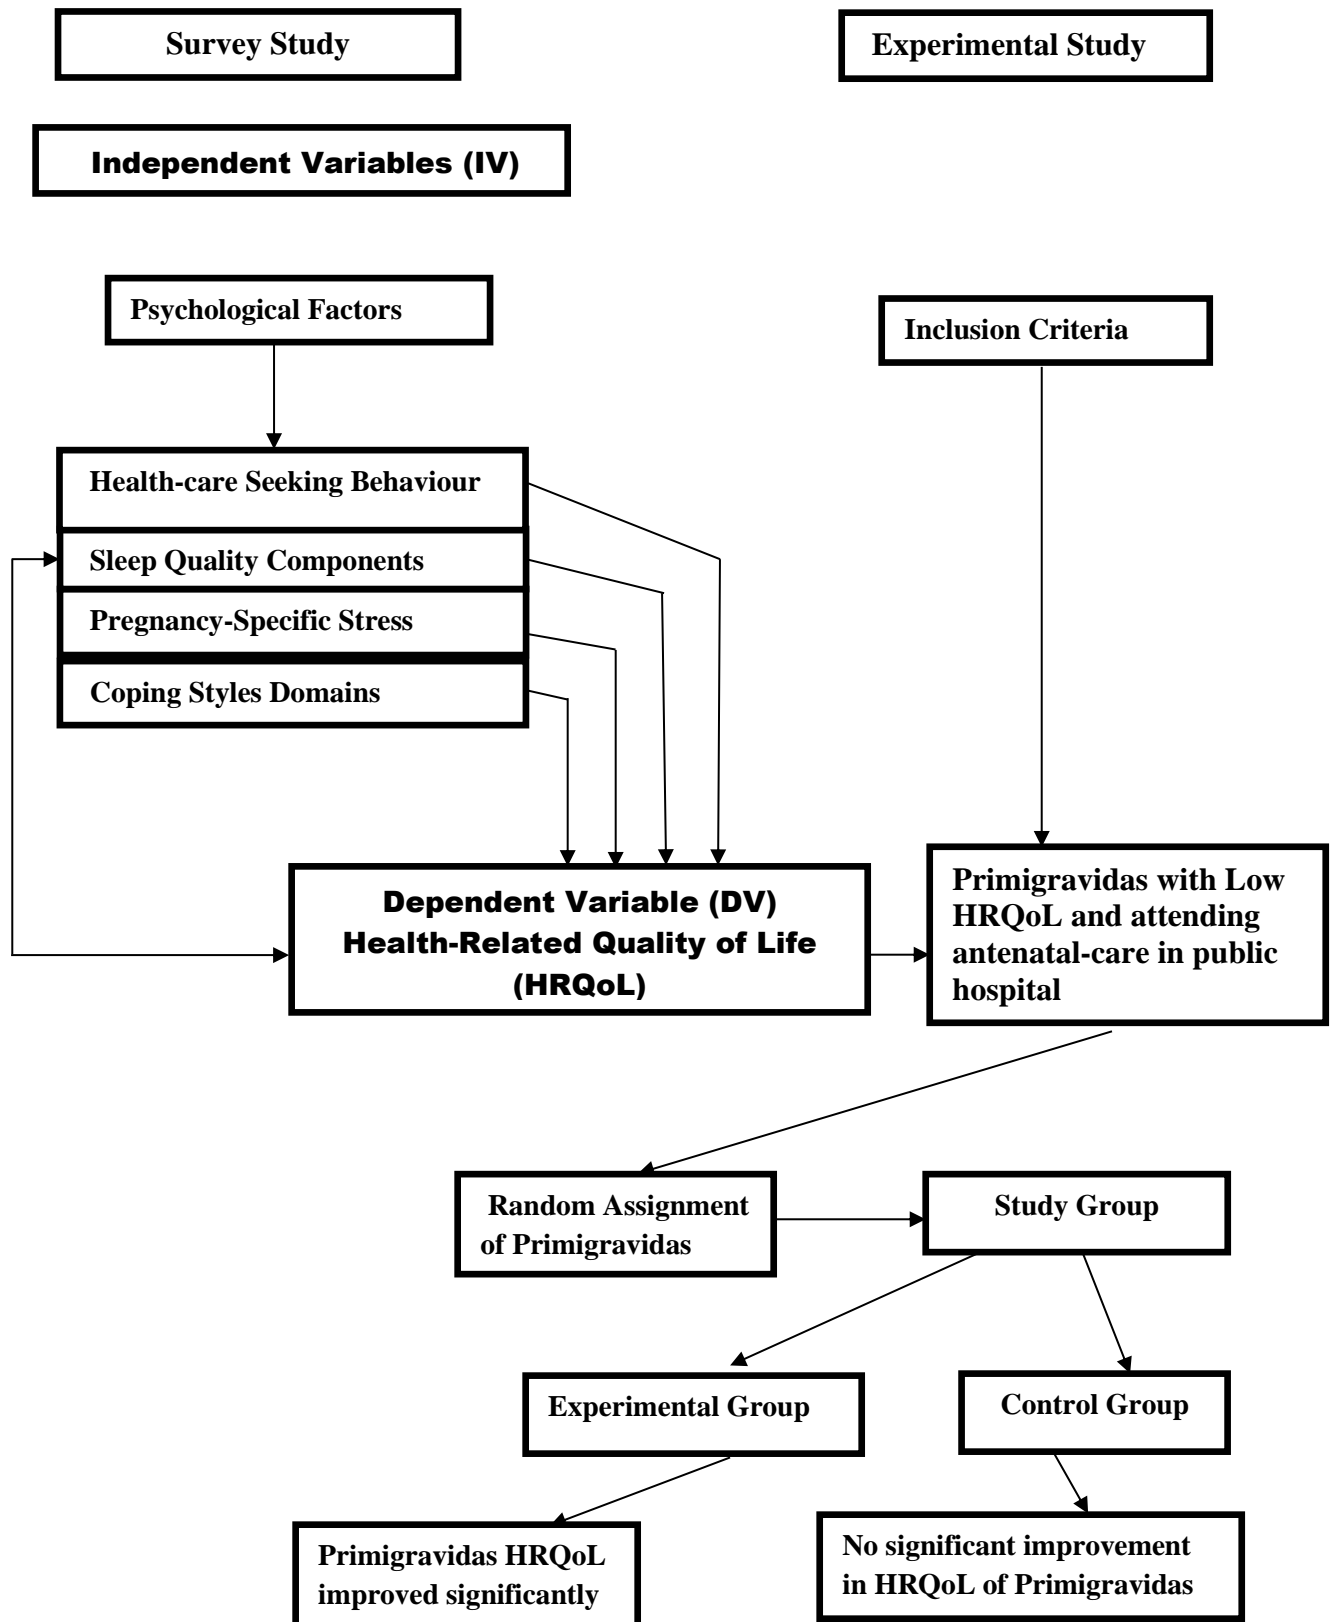 Survey Study
Experimental Study
Independent Variables (IV)
Psychological Factors
Inclusion Criteria
Health-care Seeking Behaviour
Sleep Quality Components
Pregnancy-Specific Stress
Coping Styles Domains
Dependent Variable (DV)
Health-Related Quality of Life
(HRQoL)
Primigravidas with Low
HRQoL and attending
antenatal-care in public
hospital
Random Assignment
of Primigravidas
Study Group
Experimental Group
Control Group
Primigravidas HRQoL
improved significantly
No significant improvement
in HRQoL of Primigravidas